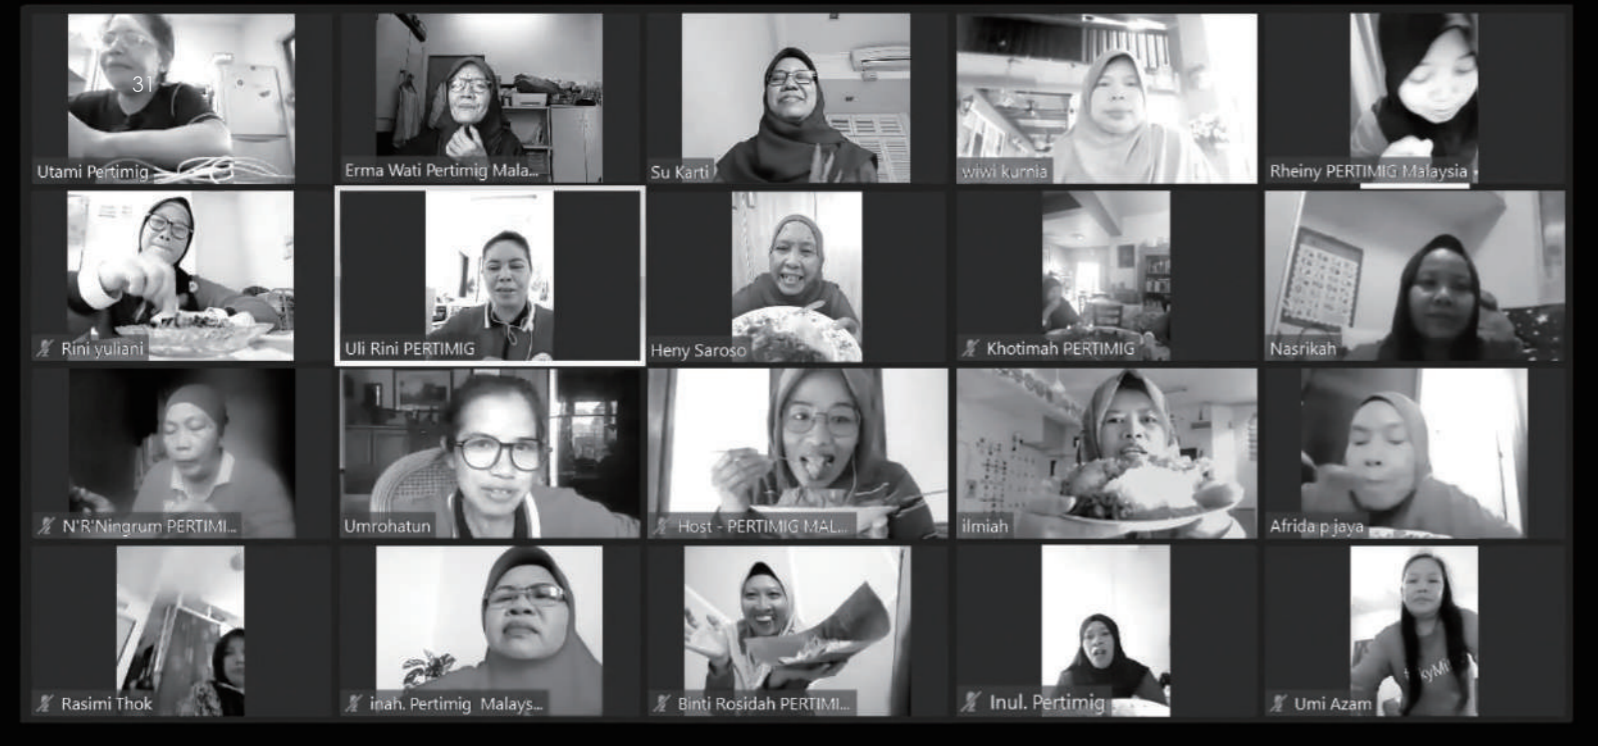 31
Utami Pertimig
Erma Wati Pertimig Mala...
Su Karti
wiwi kurnia
Rheiny PERTIMIG Malaysia
Rini yuliani
Uli Rini PERTIMIG
Heny Saroso
Khotimah PERTIMIG
Nasrikah
N'R'Ningrum PERTIMI...
Umrohatun
Host - PERTIMIG MAL...
ilmiah
Afrida p jaya
Rasimi Thok
inah. Pertimig Malays...
Binti Rosidah PERTIMI...
Inul. Pertimig
Umi Azam